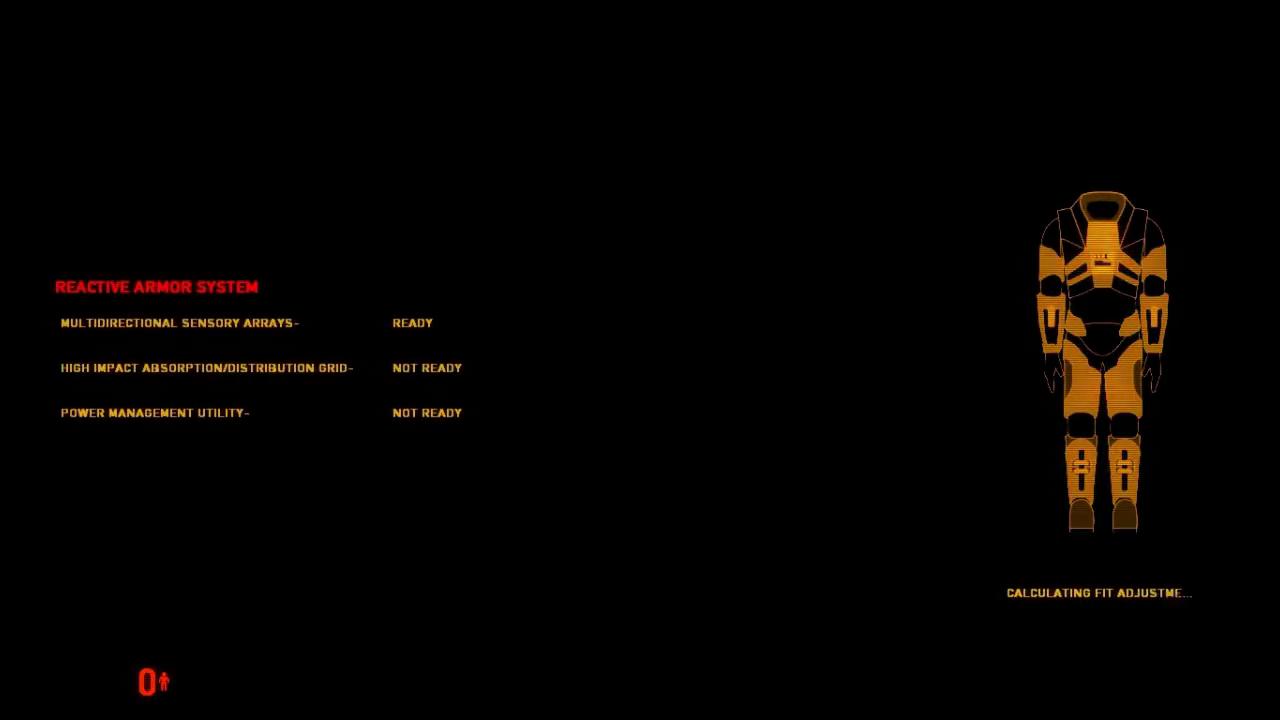 REACTIVE ARMOR SYSTEM
MULTIDIRECTIONAL SENSORY ARRAYS- READY
HIGH IMPACT ABSORPTION/DISTRIBUTION GRID- NOT READY
POWER MANAGEMENT UTILITY- NOT READY
CALCULATING FIT ADJUSTME...
0